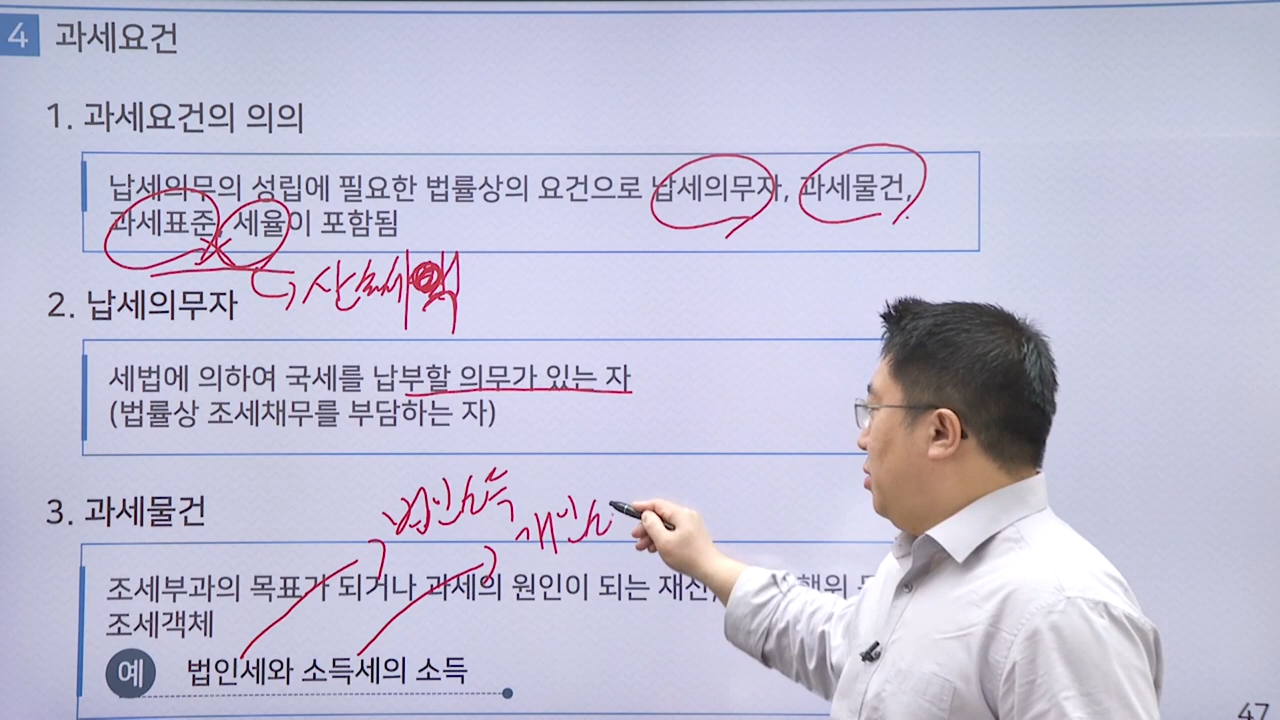 4 과세요건
1. 과세요건의 의의
납세의무의 성립에 필요한 법률상의 요건으로 납세의무자, 과세물건,
과세표준, 세율이 포함됨
산출세액
2. 납세의무자
세법에 의하여 국세를 납부할 의무가 있는 자
(법률상 조세채무를 부담하는 자)
법인소득
개인소
3. 과세물건
조세부과의 목표가 되거나 과세의 원인이 되는 재산, 행위
조세객체
예 법인세와 소득세의 소득
47